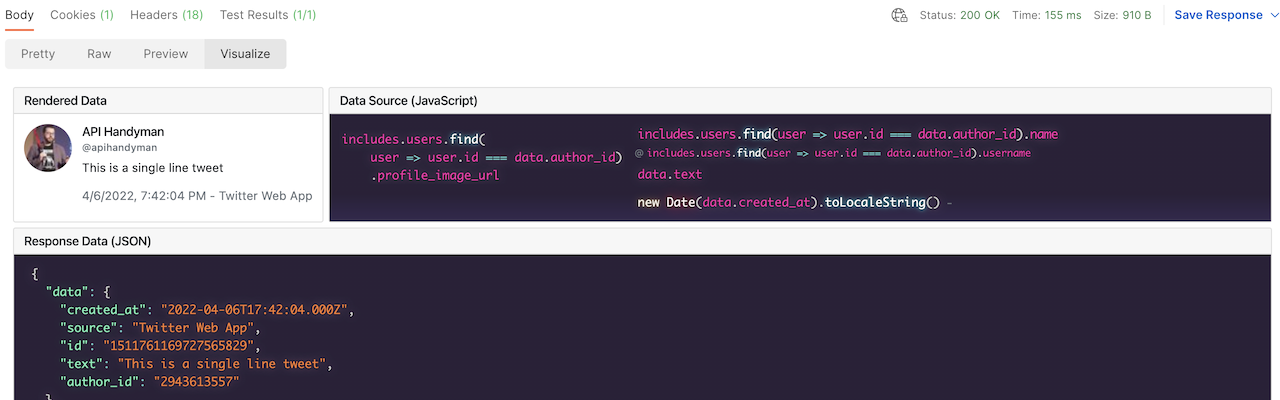 Body Cookies (1) Headers (18) Test Results (1/1) Status: 200 OK Time: 155 ms Size: 910 B Save Response
Pretty Raw Preview Visualize
Rendered Data
API Handyman
@apihandyman
This is a single line tweet
4/6/2022, 7:42:04 PM - Twitter Web App
Data Source (JavaScript)
includes.users.find(
user => user.id === data.author_id)
.profile_image_url
includes.users.find(user => user.id === data.author_id).name
@ includes.users.find(user => user.id === data.author_id).username
data.text
new Date(data.created_at).toLocaleString() -
Response Data (JSON)
{
"data": {
"created_at": "2022-04-06T17:42:04.000Z",
"source": "Twitter Web App",
"id": "1511761169727565829",
"text": "This is a single line tweet",
"author_id": "2943613557"
}